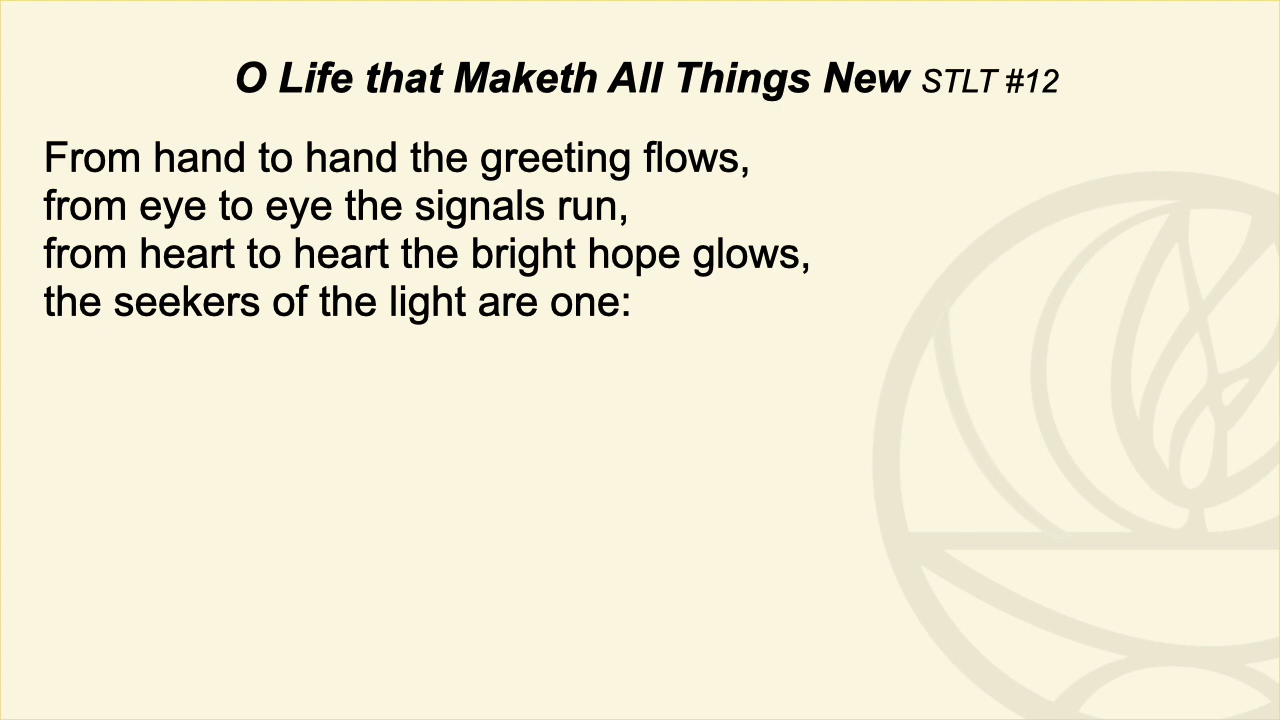 O Life that Maketh All Things New STLT #12
From hand to hand the greeting flows,
from eye to eye the signals run,
from heart to heart the bright hope glows,
the seekers of the light are one: